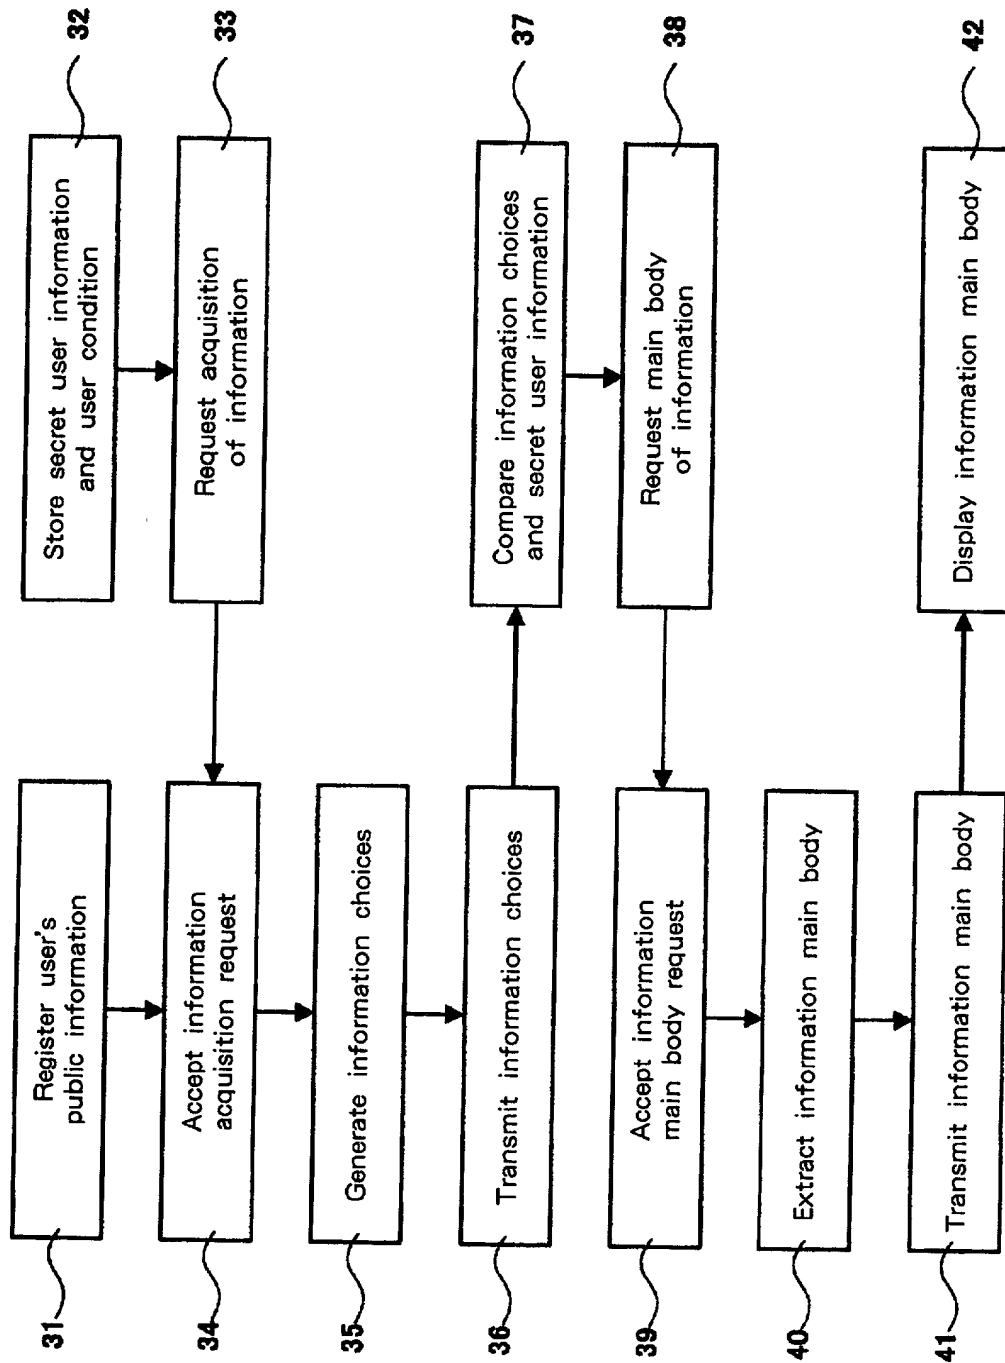 31
Register user's
public information
32
Store secret user information
and user condition
33
Request acquisition
of information
34
Accept information
acquisition request
35
Generate information choices
36
Transmit information choices
37
Compare information choices
and secret user information
38
Request main body
of information
39
Accept information
main body request
40
Extract information main body
41
Transmit information main body
42
Display information main body